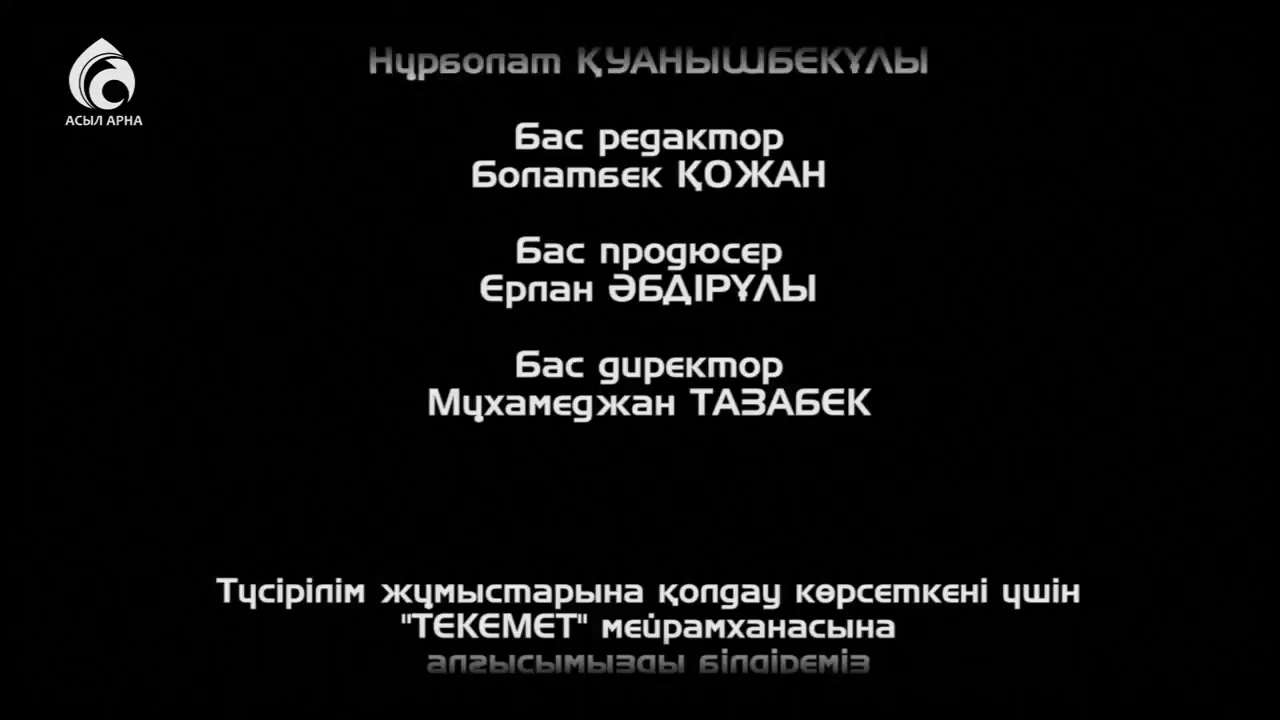 АСЫЛ АРНА
Нұрболат ҚУАНЫШБЕКҰЛЫ
Бас редактор
Болатбек ҚОЖАН
Бас продюсер
Ерлан ӘБДІРҰЛЫ
Бас директор
Мұхамеджан ТАЗАБЕК
Түсірілім жұмыстарына қолдау көрсеткені үшін
"ТЕКЕМЕТ" мейрамханасына
алғысымызды білдіреміз